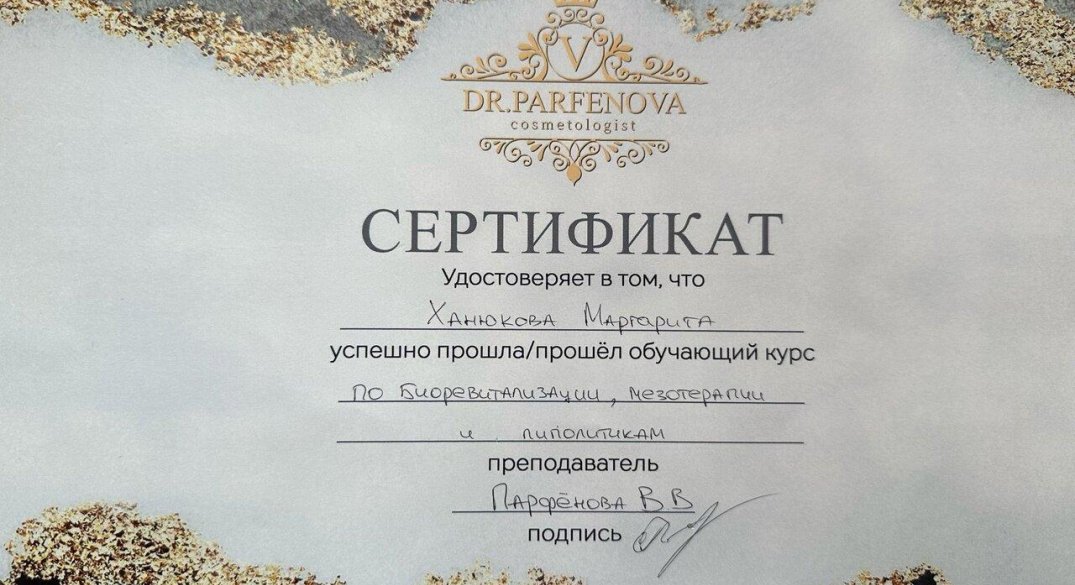 V
DR.PARFENOVA
cosmetologist
СЕРТИФИКАТ
Удостоверяет в том, что
Ханюкова Маргарита
успешно прошла/прошёл обучающий курс
по биоревитализации, мезотерапии
и липолитикам
преподаватель
Парфёнова В В
подпись